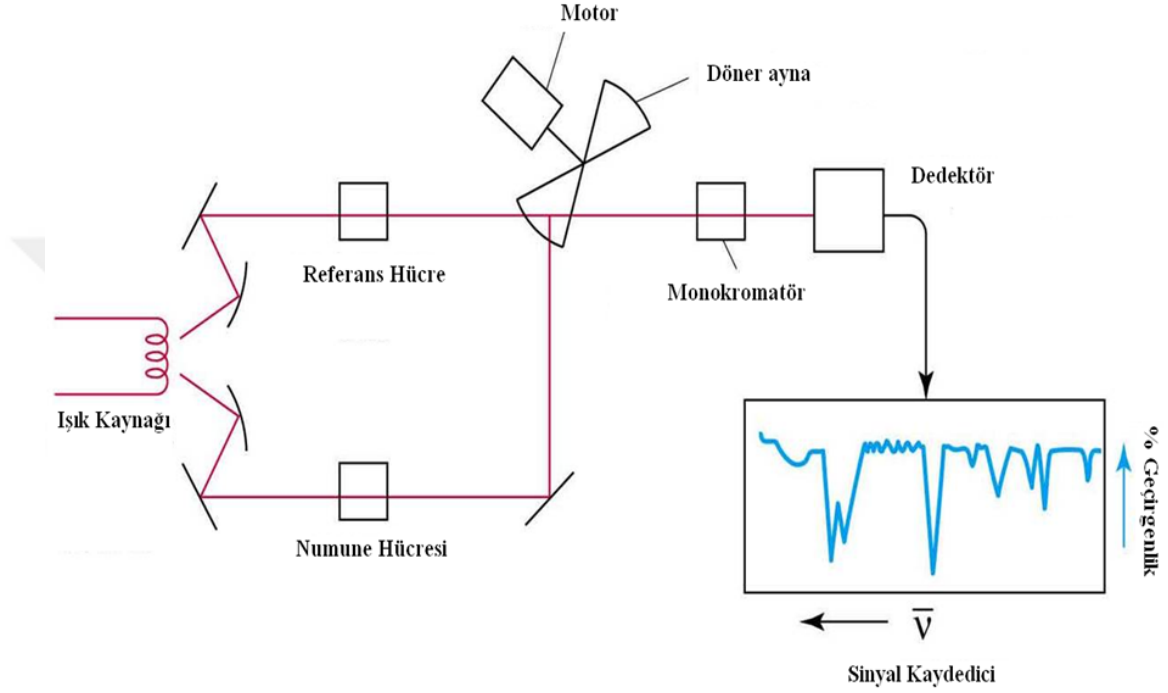 Motor
Döner ayna
Dedektör
Referans Hücre
Monokromatör
Işık Kaynağı
% Geçirgenlik
Numune Hücresi
ν̅
Sinyal Kaydedici